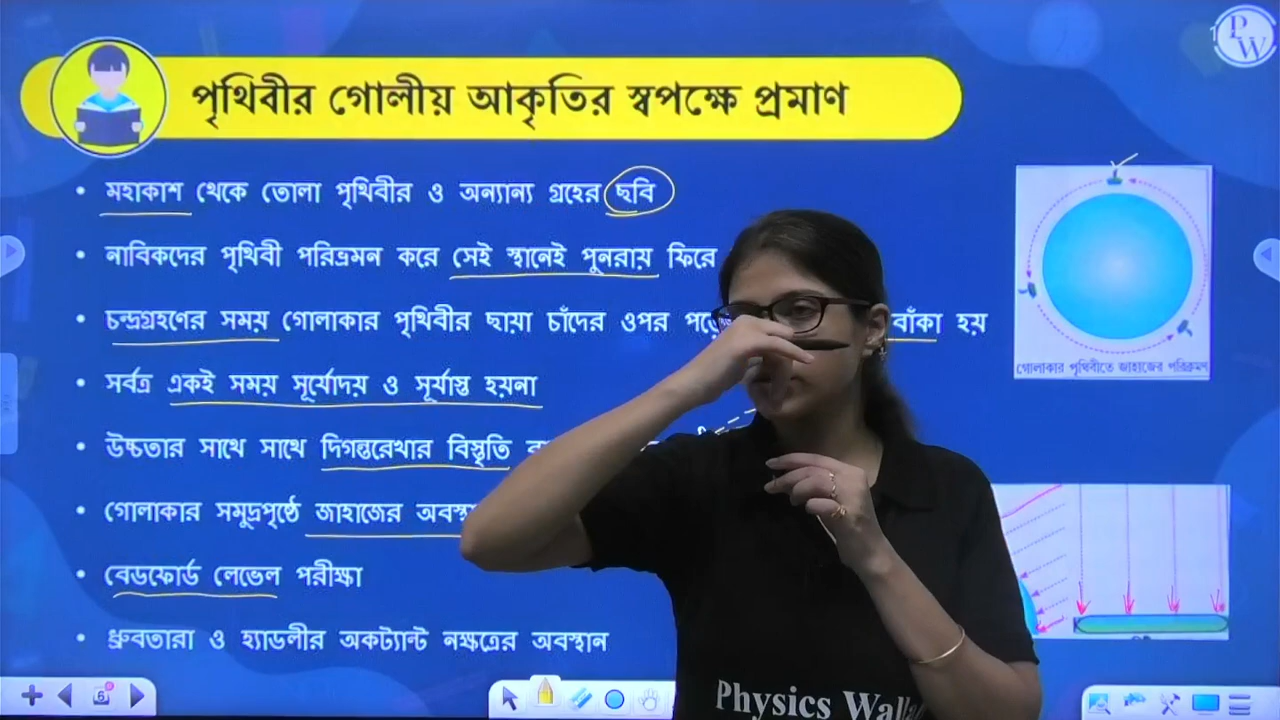 PW
পৃথিবীর গোলীয় আকৃতির স্বপক্ষে প্রমাণ
• মহাকাশ থেকে তোলা পৃথিবীর ও অন্যান্য গ্রহের ছবি
• নাবিকদের পৃথিবী পরিভ্রমন করে সেই স্থানেই পুনরায় ফিরে
• চন্দ্রগ্রহণের সময় গোলাকার পৃথিবীর ছায়া চাঁদের ওপর বাঁকা হয়
গোলাকার পৃথিবীতে জাহাজের পরিক্রমণ
• সর্বত্র একই সময় সূর্যোদয় ও সূর্যাস্ত হয়না
• উচ্চতার সাথে সাথে দিগন্তরেখার বিস্তৃতি
• গোলাকার সমুদ্রপৃষ্ঠে জাহাজের
• বেডফোর্ড লেভেল পরীক্ষা
• ধ্রুবতারা ও হ্যাডলীর অকট্যান্ট নক্ষত্রের অবস্থান
6
Physics